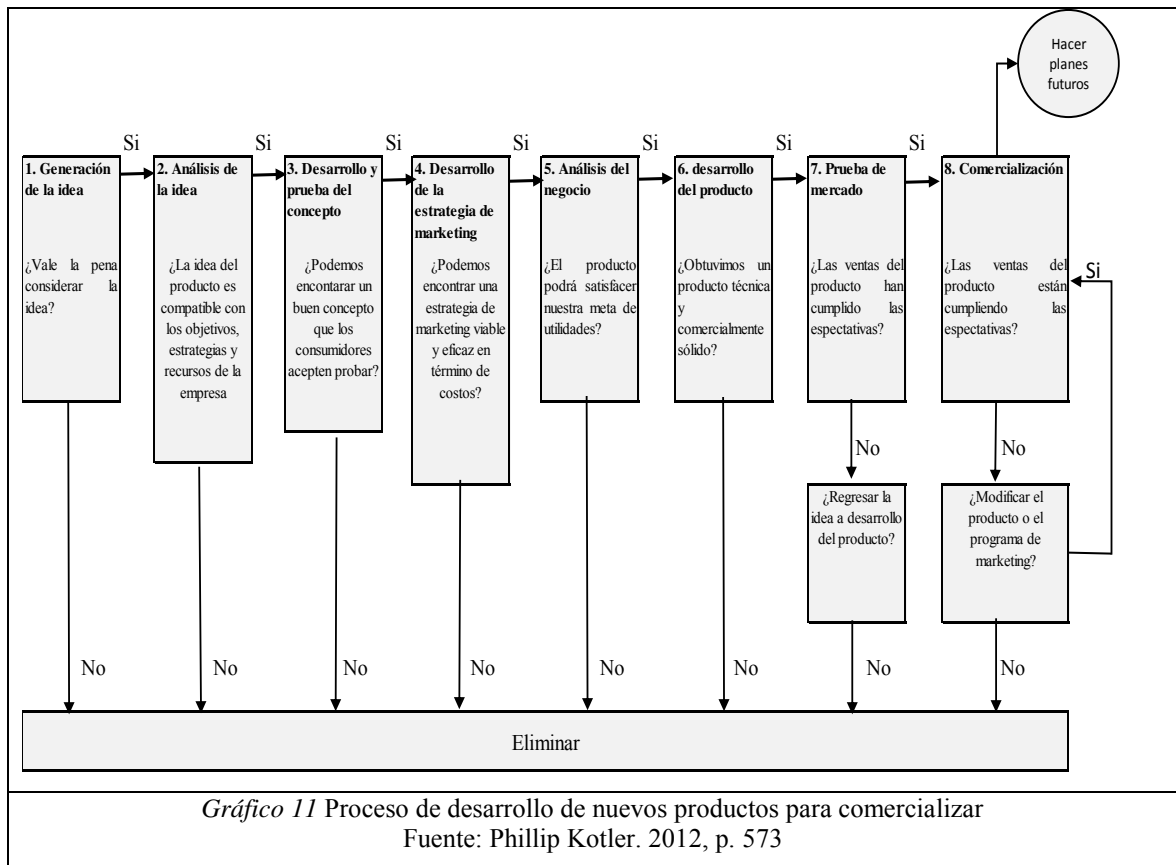 Hacer
planes
futuros
Si
Si
Si
Si
Si
Si
Si
1. Generación
de la idea
¿Vale la pena
considerar la
idea?
2. Análisis de
la idea
¿La idea del
producto es
compatible con
los objetivos,
estrategias y
recursos de la
empresa
3. Desarrollo y
prueba del
concepto
¿Podemos
encontarar un
buen concepto
que los
consumidores
acepten probar?
4. Desarrollo
de la
estrategia de
marketing
¿Podemos
encontrar una
estrategia de
marketing viable
y eficaz en
término de
costos?
5. Análisis del
negocio
¿El producto
podrá satisfacer
nuestra meta de
utilidades?
6. desarrollo
del producto
¿Obtuvimos un
producto técnica
y
comercialmente
sólido?
7. Prueba de
mercado
¿Las ventas del
producto han
cumplido las
espectativas?
8. Comercialización
¿Las ventas del
producto están
cumpliendo las
espectativas?
Si
No
No
¿Regresar la
idea a desarrollo
del producto?
¿Modificar el
producto o el
programa de
marketing?
No
No
No
No
No
No
No
No
Eliminar
Gráfico 11 Proceso de desarrollo de nuevos productos para comercializar
Fuente: Phillip Kotler. 2012, p. 573